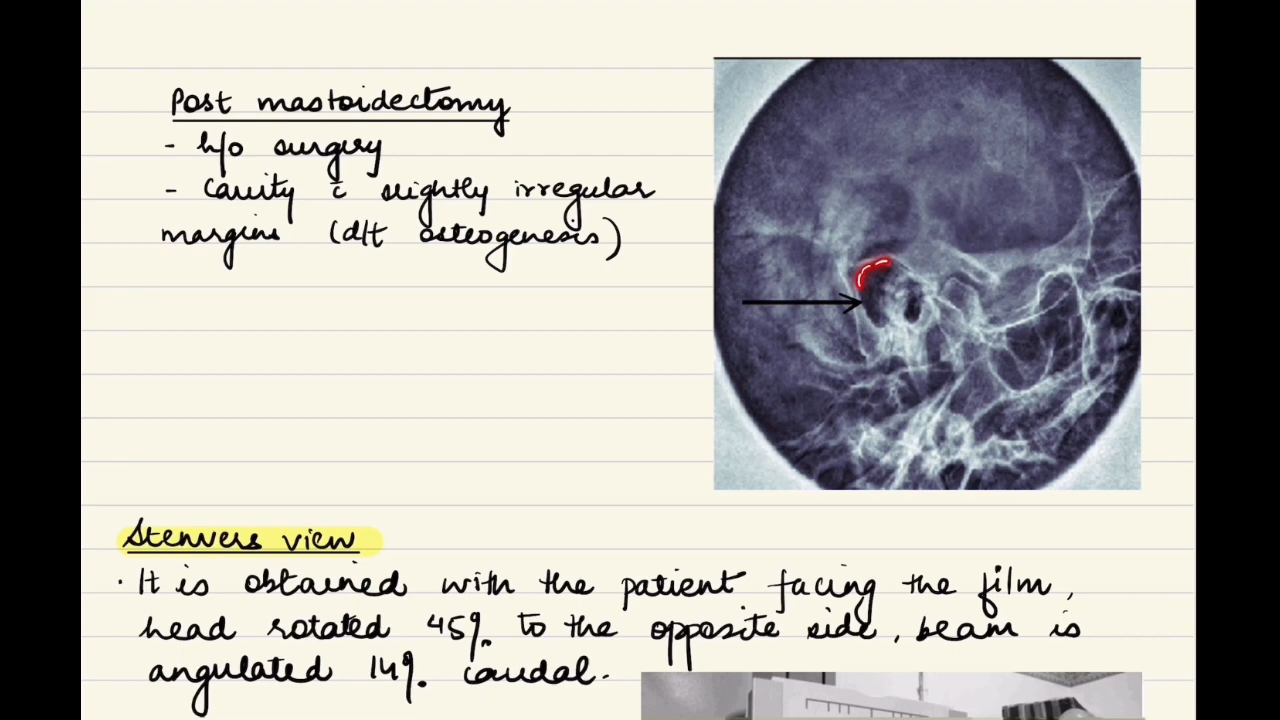 Post mastoidectomy
- h/o surgery
- Cavity c̄ slightly irregular
margins (d/t osteogenesis)
Stenvers view
· It is obtained with the patient facing the film,
head rotated 45%. to the opposite side, beam is
angulated 14%. caudal.